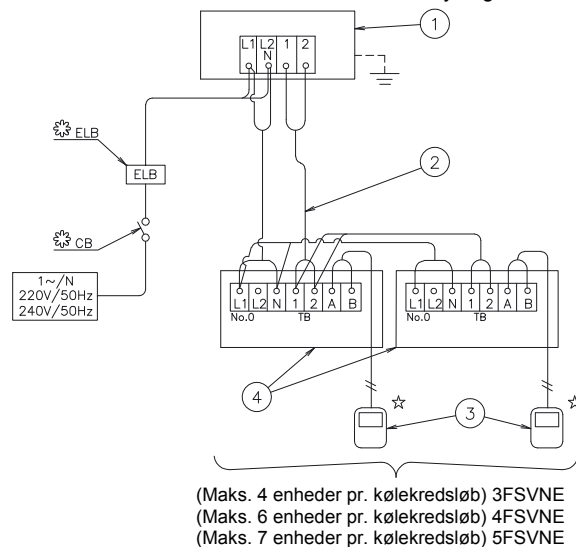 1
L1 L2 1 2
N
ELB
2
ELB
CB
1~/N
220V/50Hz
240V/50Hz
L1 L2 N 1 2 A B
No.0 TB
L1 L2 N 1 2 A B
No.0 TB
4
3
(Maks. 4 enheder pr. kølekredsløb) 3FSVNE
(Maks. 6 enheder pr. kølekredsløb) 4FSVNE
(Maks. 7 enheder pr. kølekredsløb) 5FSVNE